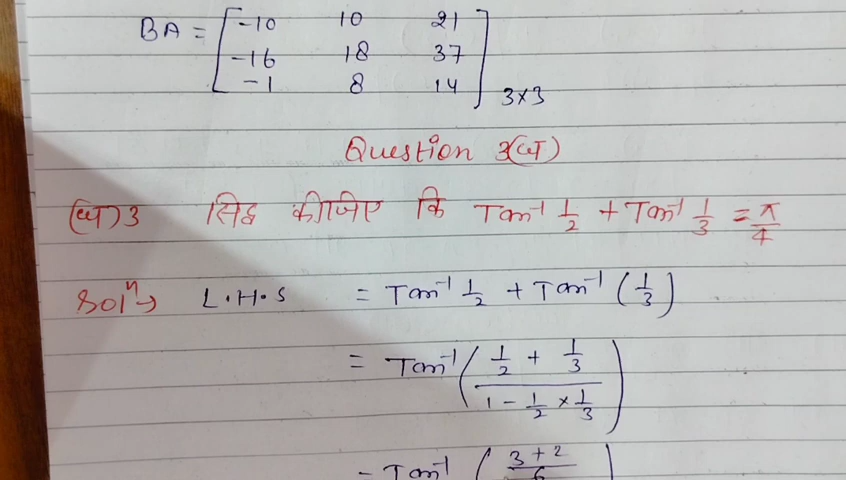 BA = [ -10 10 21
-16 18 37
-1 8 14 ] 3×3
Question 3(ब)
(ब) 3 सिद्ध कीजिए कि Tan⁻¹ 1/2 + Tan⁻¹ 1/3 = π/4
Solⁿ→ L.H.S = Tan⁻¹ 1/2 + Tan⁻¹ (1/3)
= Tan⁻¹ ( (1/2 + 1/3) / (1 - 1/2 × 1/3) )
= Tan⁻¹ ( (3+2)/6 )